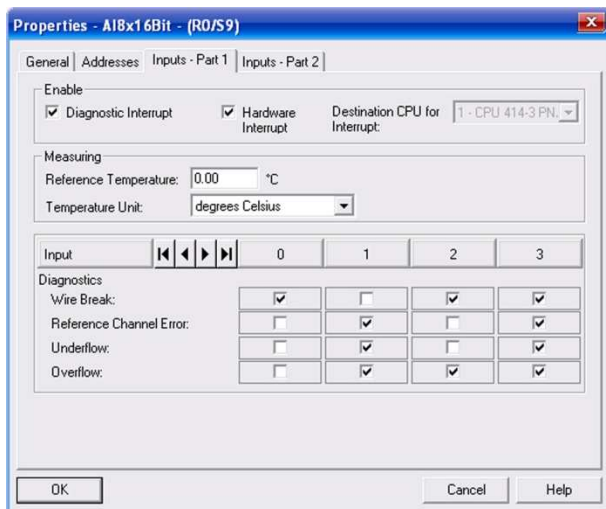 Properties - AI8x16Bit - (R0/S9)
General Addresses Inputs - Part 1 Inputs - Part 2
Enable
Diagnostic Interrupt Hardware Interrupt Destination CPU for Interrupt: 1 - CPU 414-3 PN,
Measuring
Reference Temperature: 0.00 °C
Temperature Unit: degrees Celsius
Input 0 1 2 3
Diagnostics
Wire Break:
Reference Channel Error:
Underflow:
Overflow:
OK Cancel Help